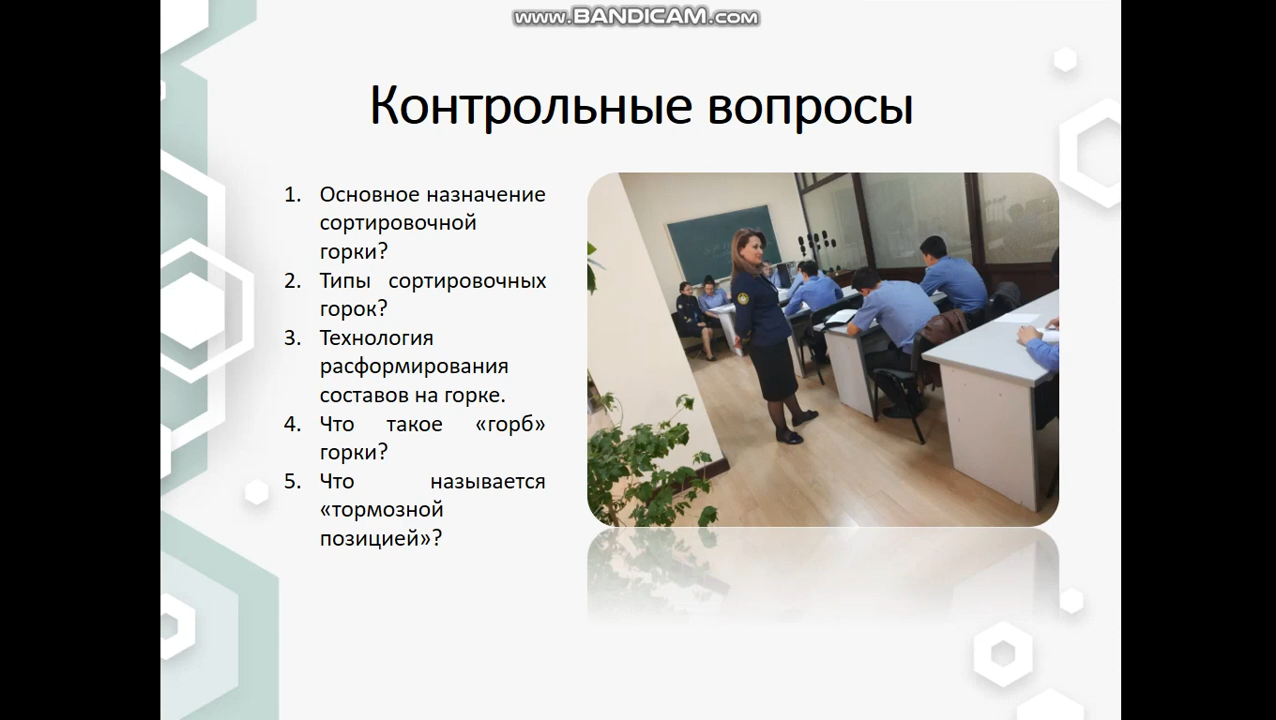 www.BANDICAM.com
Контрольные вопросы
1. Основное назначение
сортировочной
горки?
2. Типы сортировочных
горок?
3. Технология
расформирования
составов на горке.
4. Что такое «горб»
горки?
5. Что называется
«тормозной
позицией»?